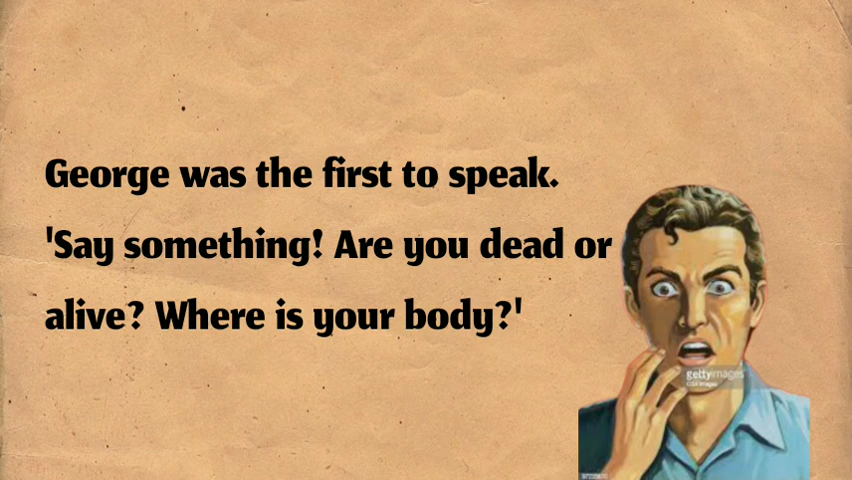 George was the first to speak.
'Say something! Are you dead or
alive? Where is your body?'
gettyimages